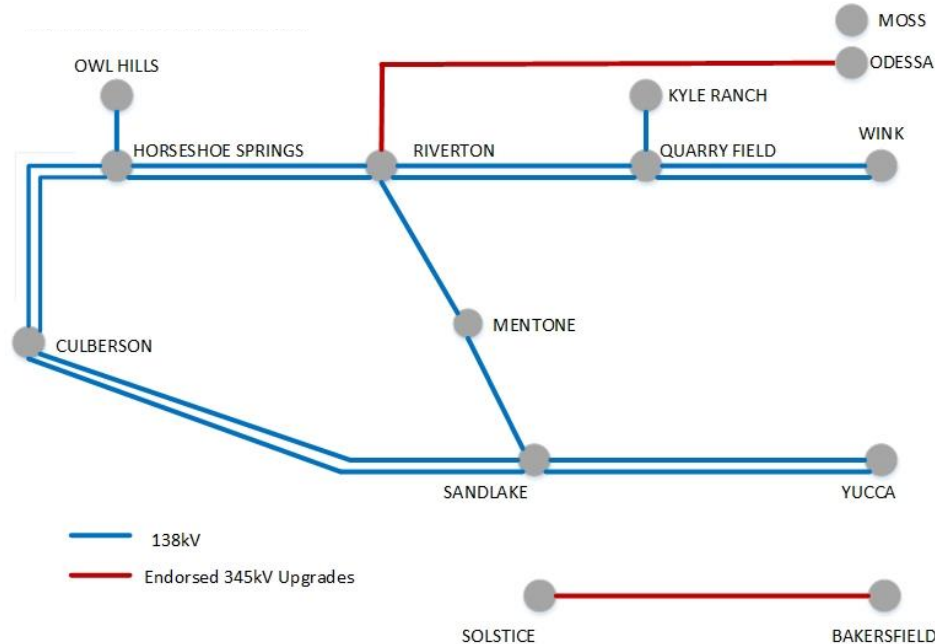 MOSS
ODESSA
OWL HILLS
KYLE RANCH
WINK
HORSESHOE SPRINGS
RIVERTON
QUARRY FIELD
MENTONE
CULBERSON
SANDLAKE
YUCCA
138kV
Endorsed 345kV Upgrades
SOLSTICE
BAKERSFIELD